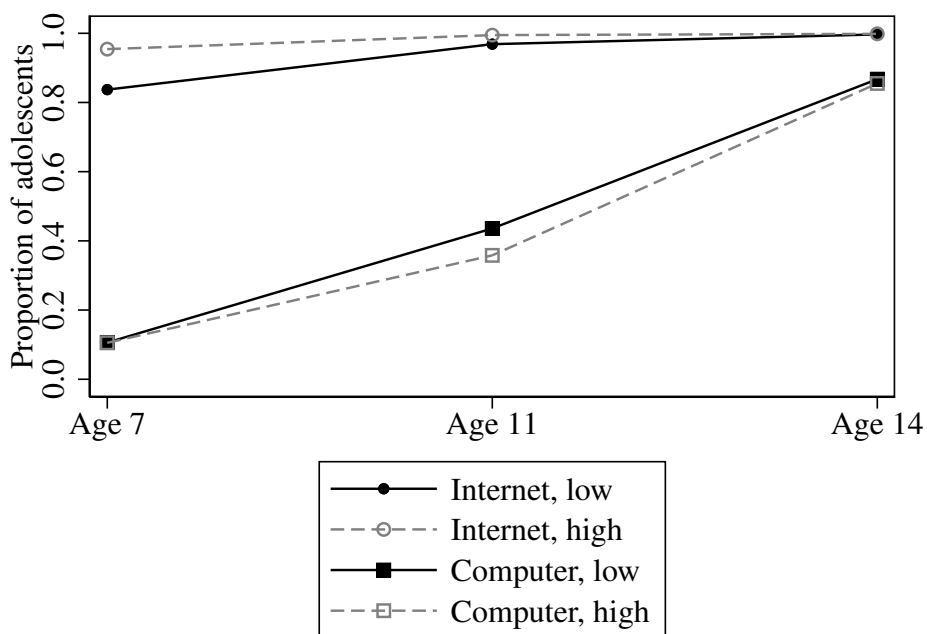 Proportion of adolescents
1.0
0.8
0.6
0.4
0.2
0.0
Age 7
Age 11
Age 14
Internet, low
Internet, high
Computer, low
Computer, high